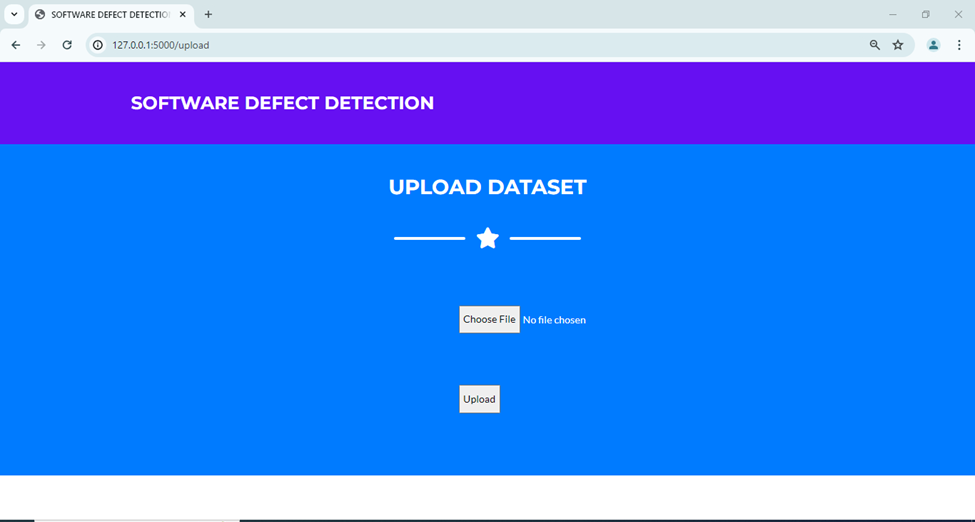 SOFTWARE DEFECT DETECTIO
127.0.0.1:5000/upload
SOFTWARE DEFECT DETECTION
UPLOAD DATASET
Choose File No file chosen
Upload